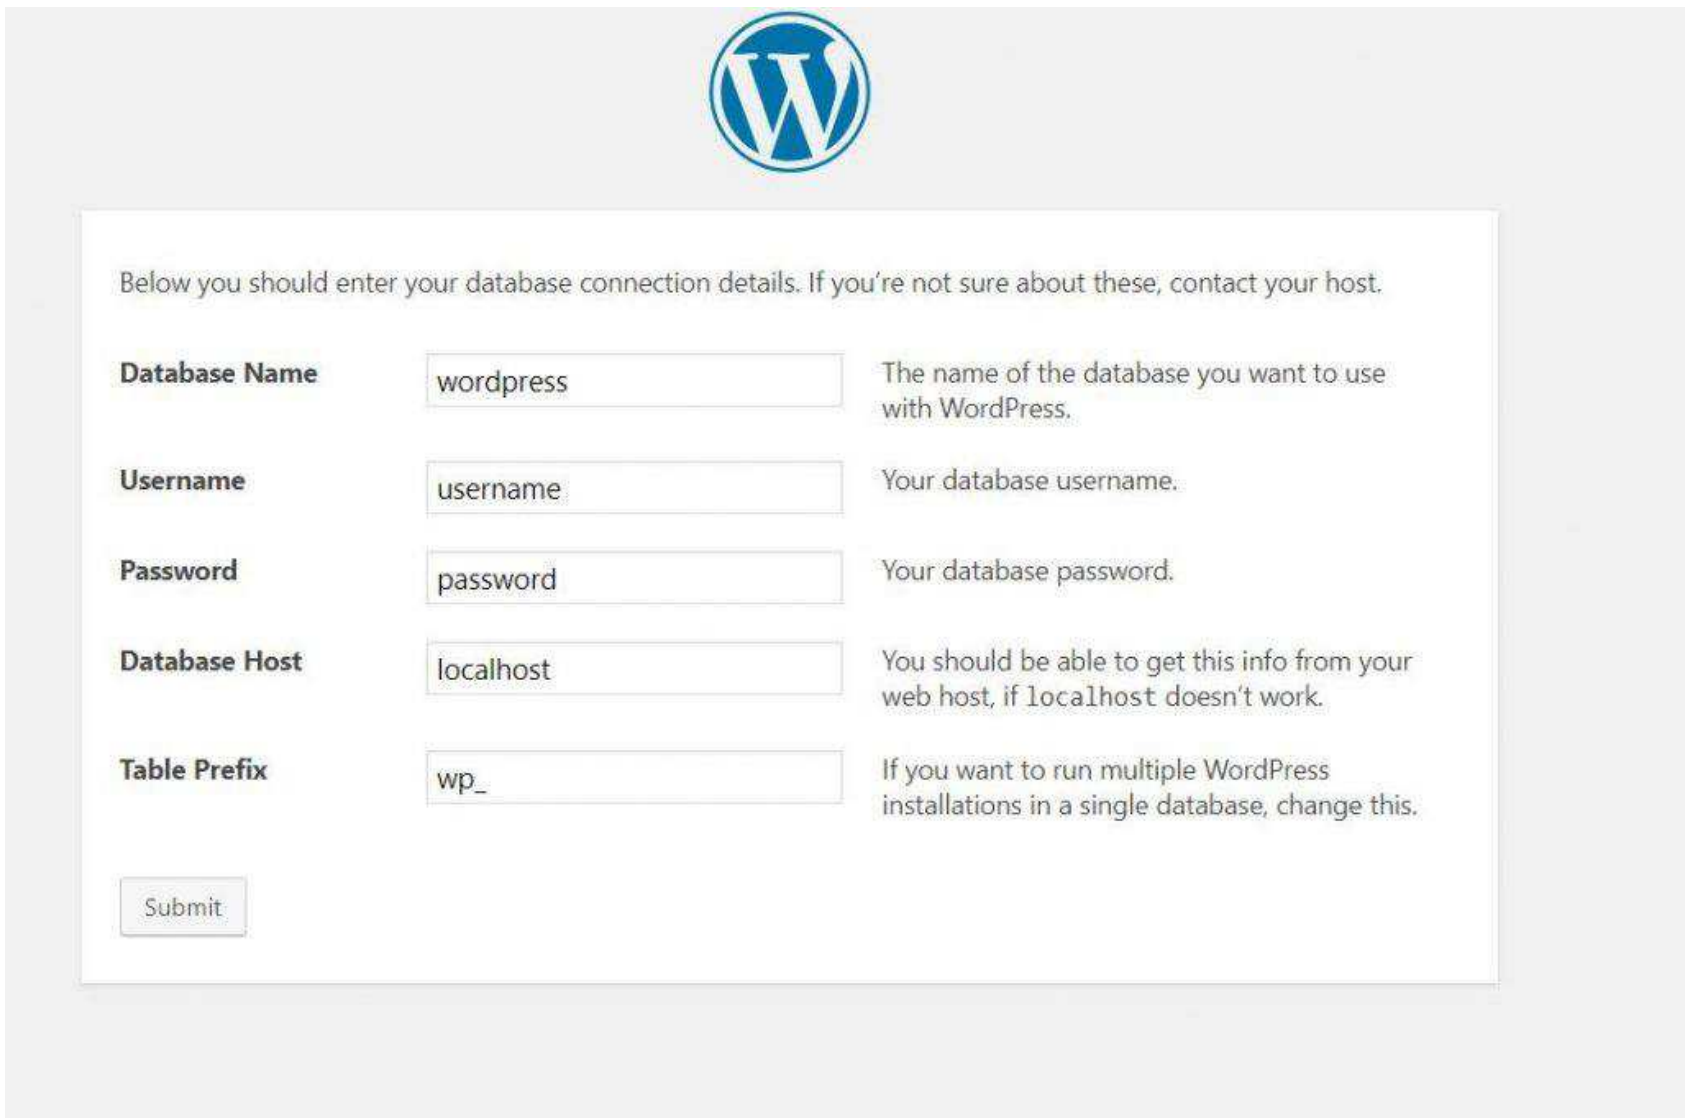 Below you should enter your database connection details. If you’re not sure about these, contact your host.
Database Name
wordpress
The name of the database you want to use
with WordPress.
Username
username
Your database username.
Password
password
Your database password.
Database Host
localhost
You should be able to get this info from your
web host, if localhost doesn’t work.
Table Prefix
wp_
If you want to run multiple WordPress
installations in a single database, change this.
Submit